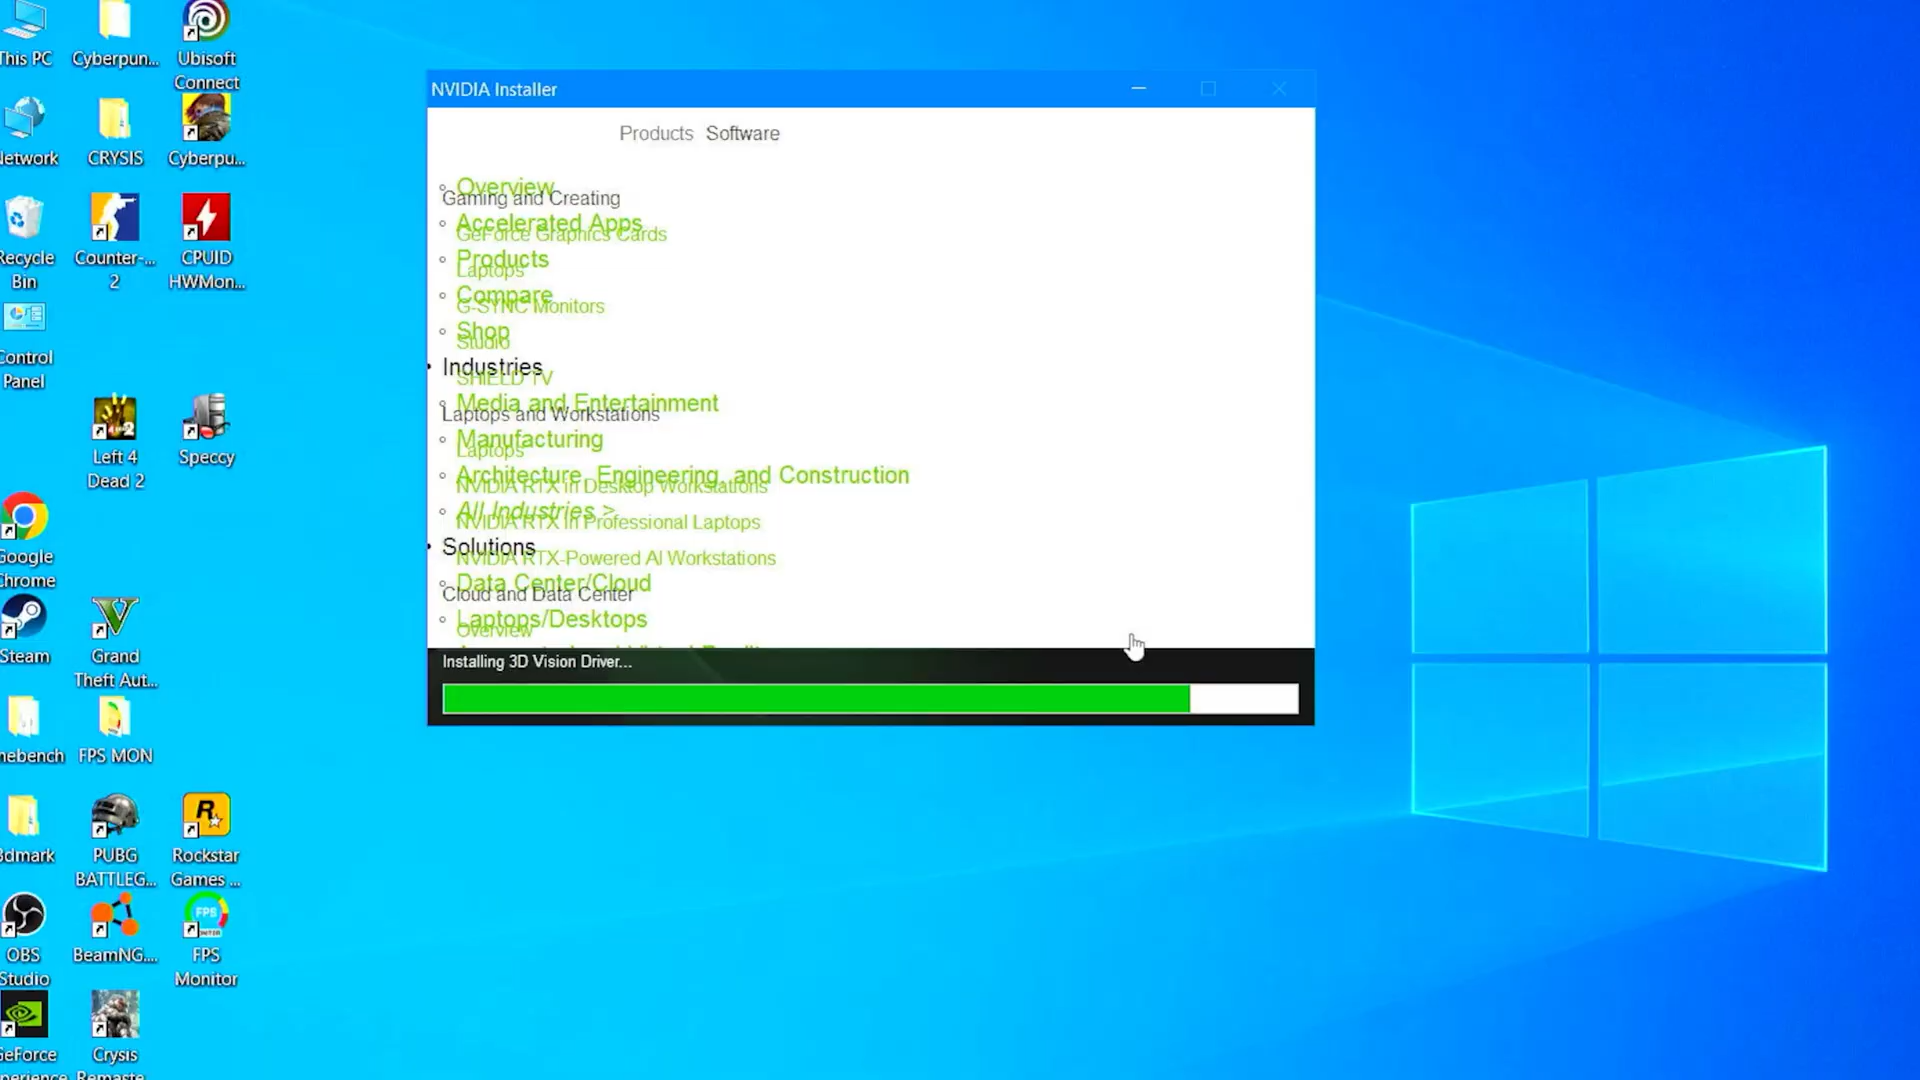 This PC
Cyberpun...
Ubisoft
Connect
Network
CRYSIS
Cyberpu...
Recycle
Bin
Counter-...
2
CPUID
HWMon...
Control
Panel
Left 4
Dead 2
Speccy
Google
Chrome
Steam
Grand
Theft Aut...
nebench
FPS MON
3dmark
PUBG
BATTLEG...
Rockstar
Games ...
OBS
Studio
BeamNG....
FPS
Monitor
GeForce
perience
Crysis
Remaste...
NVIDIA Installer
Products Software
Overview
Gaming and Creating
Accelerated Apps
GeForce Graphics Cards
Products
Laptops
Compare
G-SYNC Monitors
Shop
Studio
Industries
SHIELD TV
Media and Entertainment
Laptops and Workstations
Manufacturing
Laptops
Architecture, Engineering, and Construction
NVIDIA RTX in Desktop Workstations
All Industries >
NVIDIA RTX in Professional Laptops
Solutions
NVIDIA RTX-Powered AI Workstations
Data Center/Cloud
Cloud and Data Center
Laptops/Desktops
Overview
Installing 3D Vision Driver...